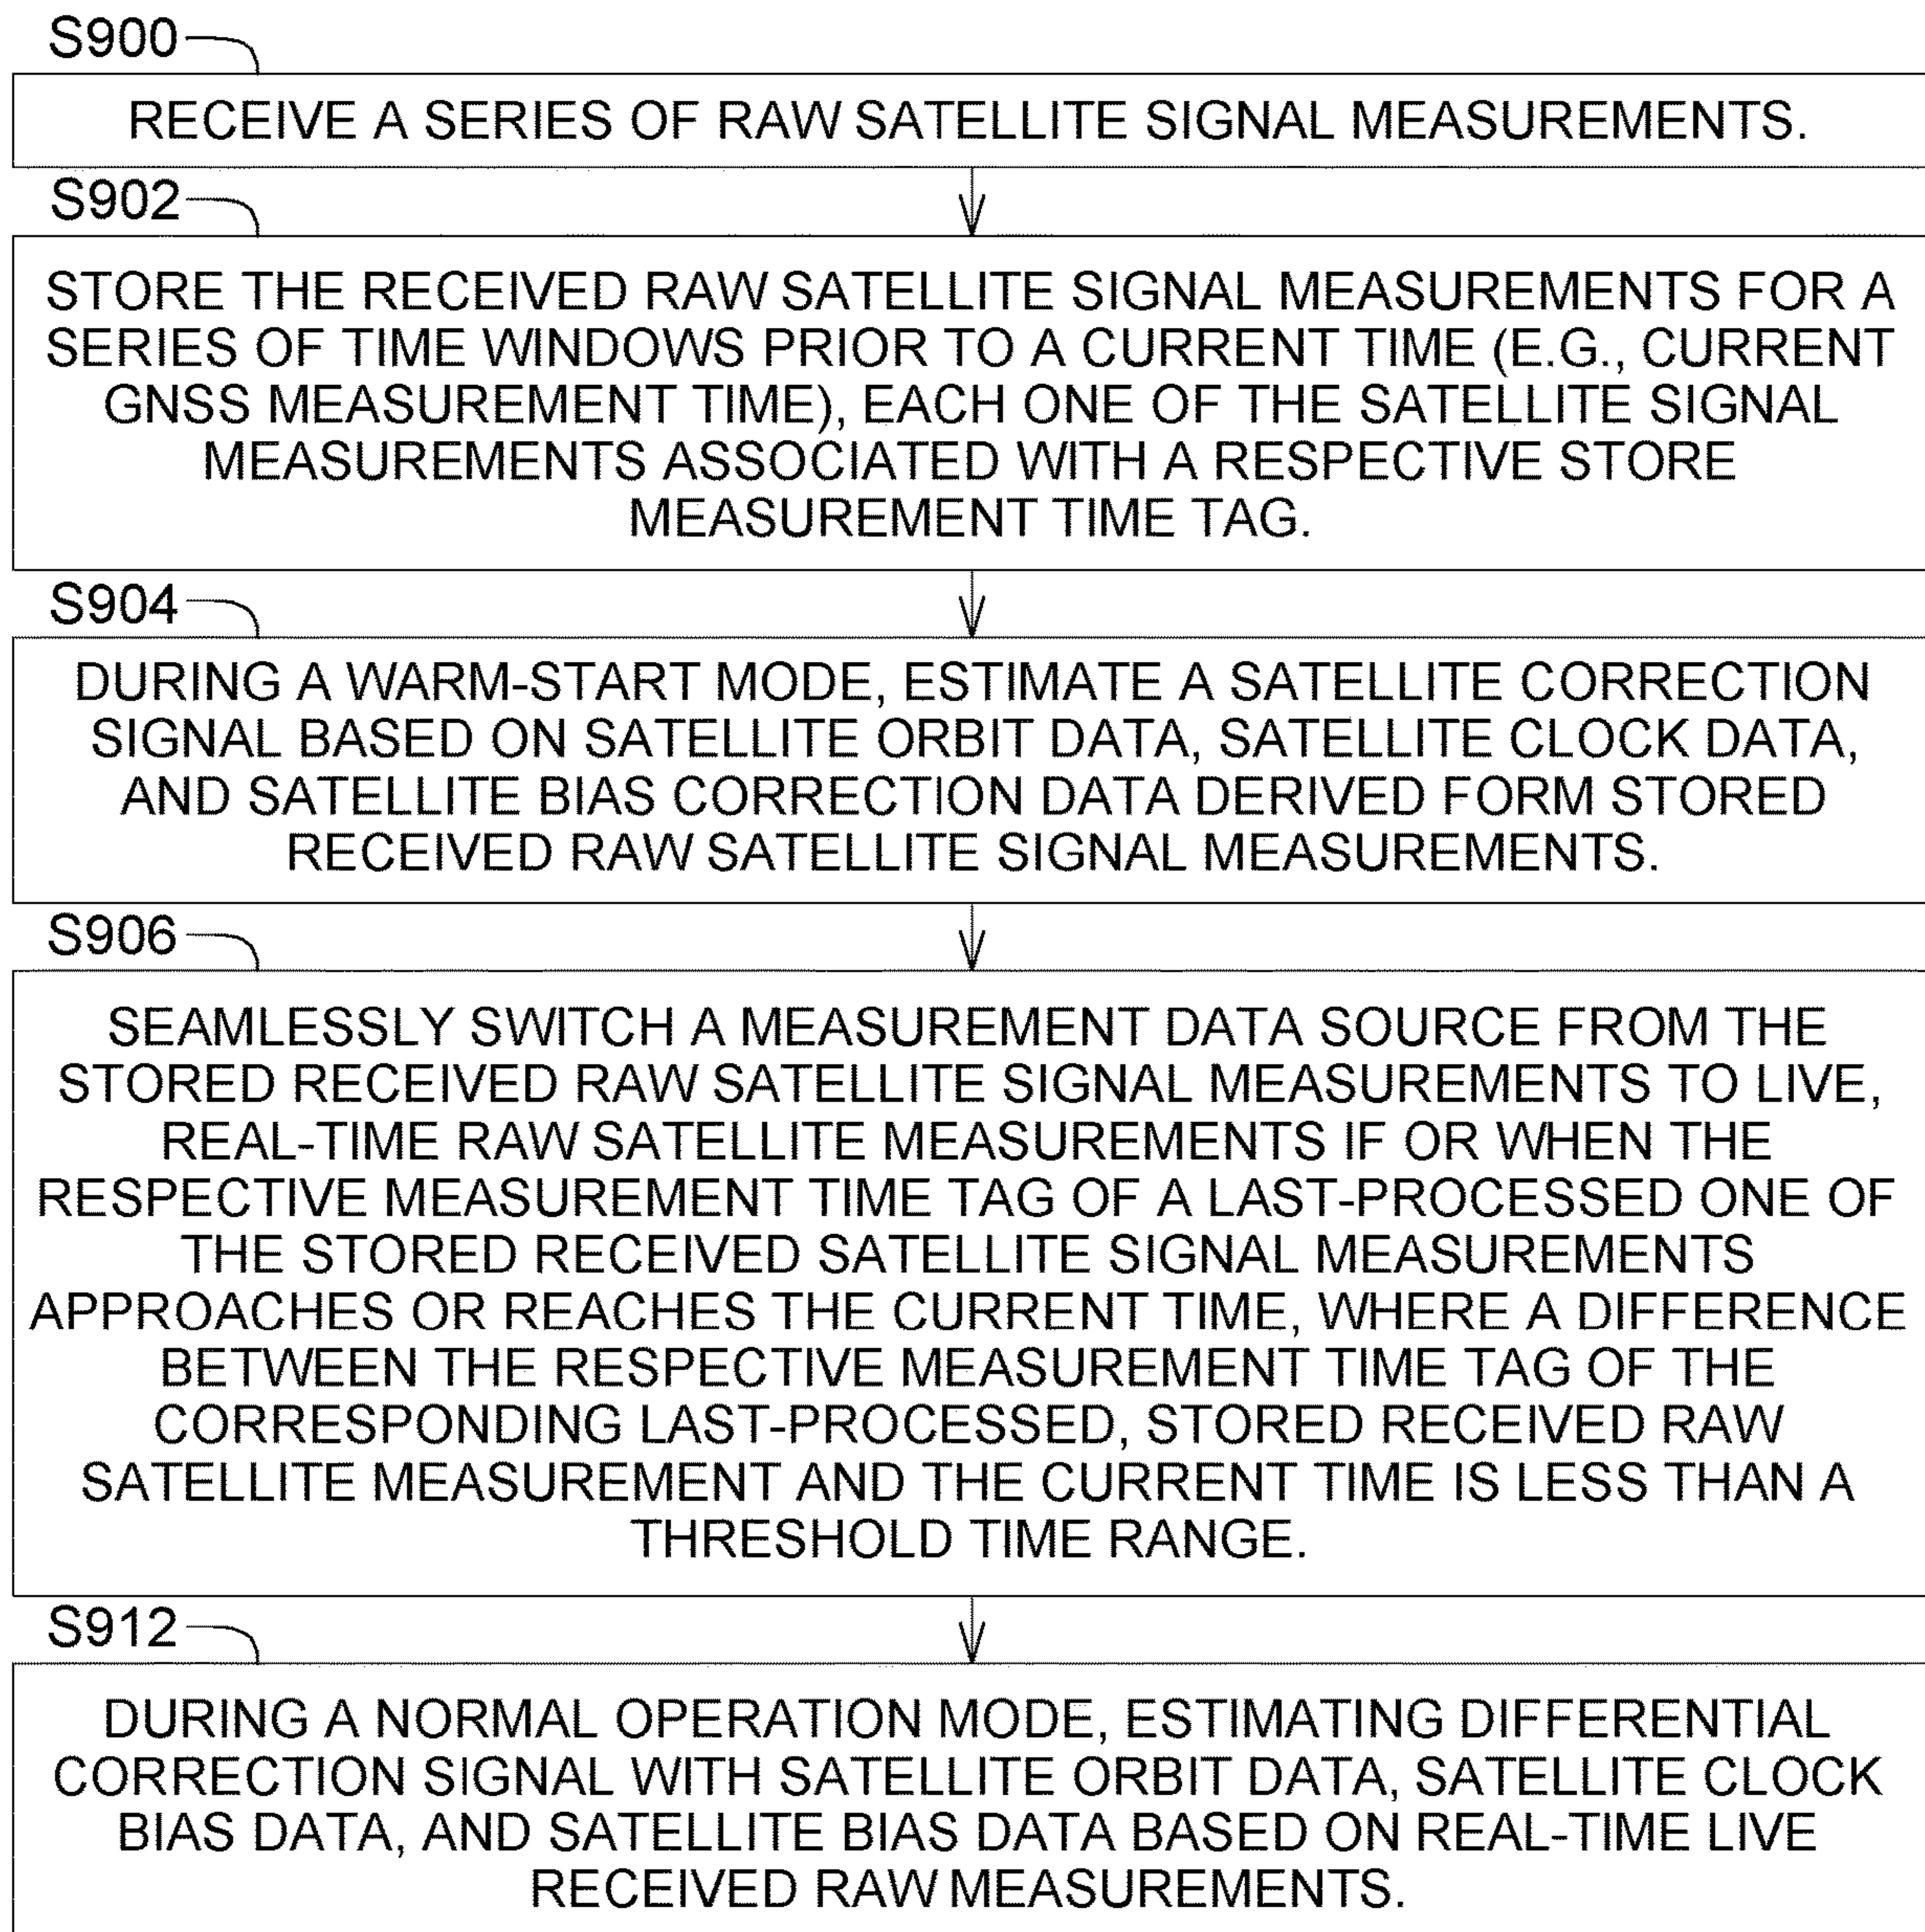 S900
RECEIVE A SERIES OF RAW SATELLITE SIGNAL MEASUREMENTS.
S902
STORE THE RECEIVED RAW SATELLITE SIGNAL MEASUREMENTS FOR A
SERIES OF TIME WINDOWS PRIOR TO A CURRENT TIME (E.G., CURRENT
GNSS MEASUREMENT TIME), EACH ONE OF THE SATELLITE SIGNAL
MEASUREMENTS ASSOCIATED WITH A RESPECTIVE STORE
MEASUREMENT TIME TAG.
S904
DURING A WARM-START MODE, ESTIMATE A SATELLITE CORRECTION
SIGNAL BASED ON SATELLITE ORBIT DATA, SATELLITE CLOCK DATA,
AND SATELLITE BIAS CORRECTION DATA DERIVED FORM STORED
RECEIVED RAW SATELLITE SIGNAL MEASUREMENTS.
S906
SEAMLESSLY SWITCH A MEASUREMENT DATA SOURCE FROM THE
STORED RECEIVED RAW SATELLITE SIGNAL MEASUREMENTS TO LIVE,
REAL-TIME RAW SATELLITE MEASUREMENTS IF OR WHEN THE
RESPECTIVE MEASUREMENT TIME TAG OF A LAST-PROCESSED ONE OF
THE STORED RECEIVED SATELLITE SIGNAL MEASUREMENTS
APPROACHES OR REACHES THE CURRENT TIME, WHERE A DIFFERENCE
BETWEEN THE RESPECTIVE MEASUREMENT TIME TAG OF THE
CORRESPONDING LAST-PROCESSED, STORED RECEIVED RAW
SATELLITE MEASUREMENT AND THE CURRENT TIME IS LESS THAN A
THRESHOLD TIME RANGE.
S912
DURING A NORMAL OPERATION MODE, ESTIMATING DIFFERENTIAL
CORRECTION SIGNAL WITH SATELLITE ORBIT DATA, SATELLITE CLOCK
BIAS DATA, AND SATELLITE BIAS DATA BASED ON REAL-TIME LIVE
RECEIVED RAW MEASUREMENTS.